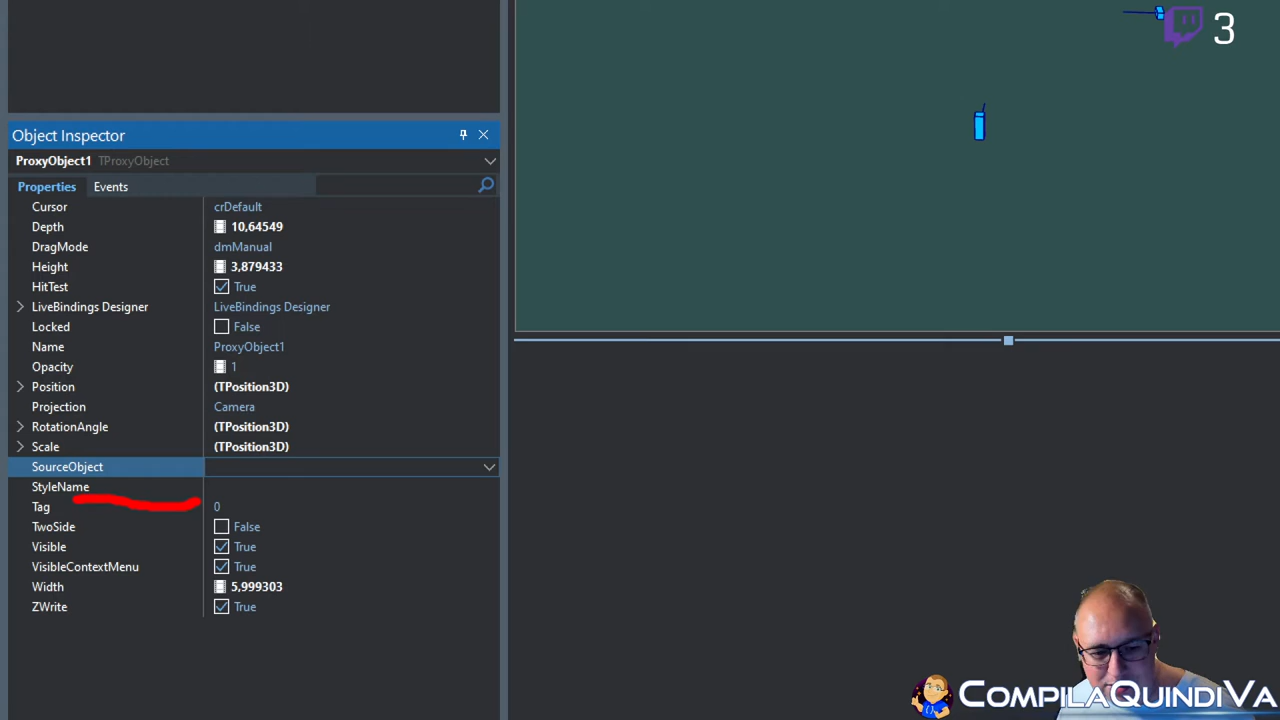 3
Object Inspector
ProxyObject1 TProxyObject
Properties Events
Cursor crDefault
Depth 10,64549
DragMode dmManual
Height 3,879433
HitTest True
LiveBindings Designer LiveBindings Designer
Locked False
Name ProxyObject1
Opacity 1
Position (TPosition3D)
Projection Camera
RotationAngle (TPosition3D)
Scale (TPosition3D)
SourceObject
StyleName
Tag 0
TwoSide False
Visible True
VisibleContextMenu True
Width 5,999303
ZWrite True
COMPILAQUINDIVA